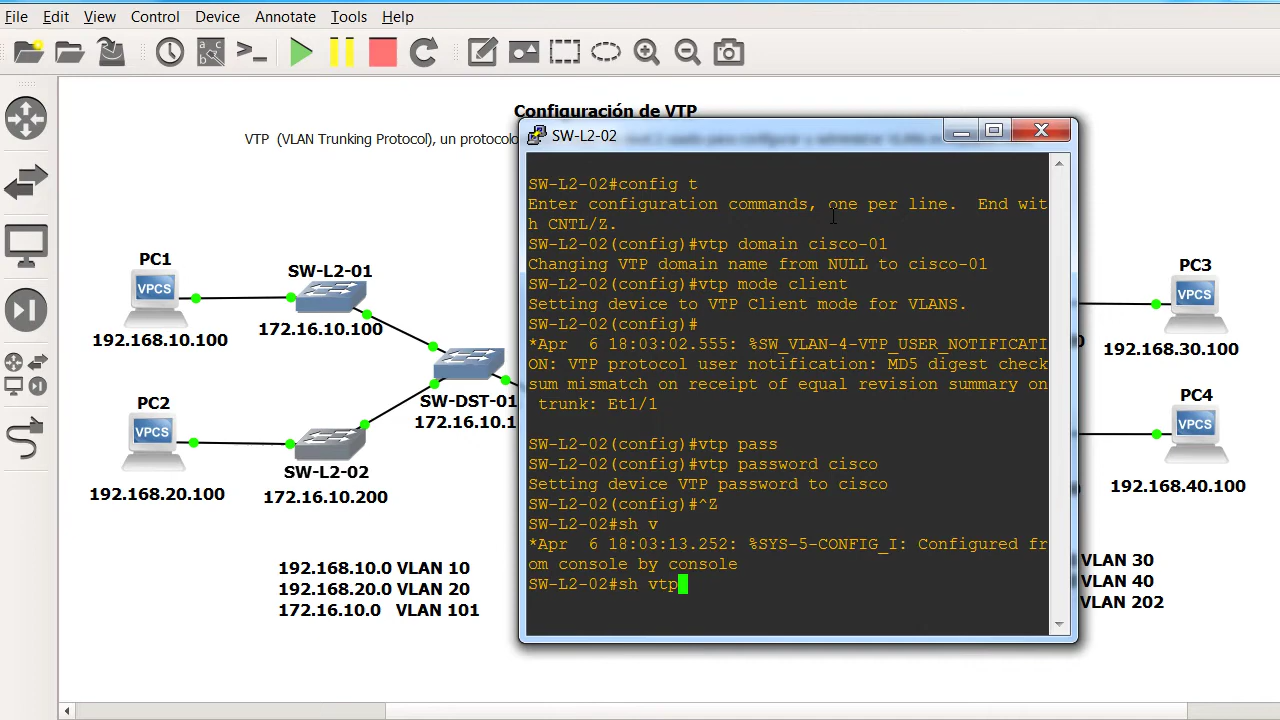 File Edit View Control Device Annotate Tools Help
Configuración de VTP
VTP (VLAN Trunking Protocol), un protocolo
SW-L2-02
SW-L2-02#config t
Enter configuration commands, one per line.  End wit
h CNTL/Z.
SW-L2-02(config)#vtp domain cisco-01
Changing VTP domain name from NULL to cisco-01
SW-L2-02(config)#vtp mode client
Setting device to VTP Client mode for VLANS.
SW-L2-02(config)#
*Apr  6 18:03:02.555: %SW_VLAN-4-VTP_USER_NOTIFICATI
ON: VTP protocol user notification: MD5 digest check
sum mismatch on receipt of equal revision summary on
 trunk: Et1/1
SW-L2-02(config)#vtp pass
SW-L2-02(config)#vtp password cisco
Setting device VTP password to cisco
SW-L2-02(config)#^Z
SW-L2-02#sh v
*Apr  6 18:03:13.252: %SYS-5-CONFIG_I: Configured fr
om console by console
SW-L2-02#sh vtp
PC1
VPCS
192.168.10.100
SW-L2-01
172.16.10.100
PC2
VPCS
192.168.20.100
SW-L2-02
172.16.10.200
SW-DST-01
172.16.10.1
192.168.10.0 VLAN 10
192.168.20.0 VLAN 20
172.16.10.0 VLAN 101
PC3
VPCS
192.168.30.100
PC4
VPCS
192.168.40.100
VLAN 30
VLAN 40
VLAN 202